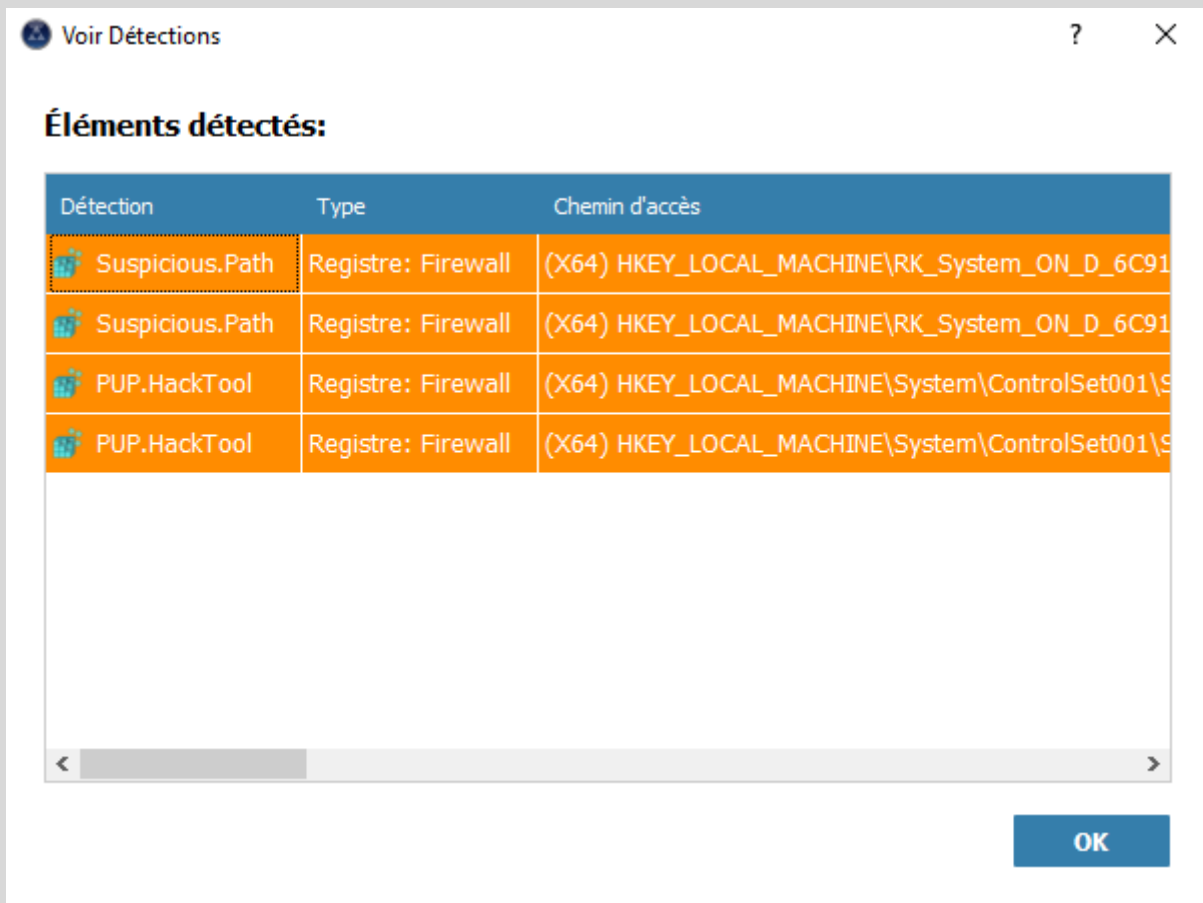 Voir Détections ?
Éléments détectés:
Détection Type Chemin d'accès
Suspicious.Path Registre: Firewall (X64) HKEY_LOCAL_MACHINE\RK_System_ON_D_6C91
Suspicious.Path Registre: Firewall (X64) HKEY_LOCAL_MACHINE\RK_System_ON_D_6C91
PUP.HackTool Registre: Firewall (X64) HKEY_LOCAL_MACHINE\System\ControlSet001\S
PUP.HackTool Registre: Firewall (X64) HKEY_LOCAL_MACHINE\System\ControlSet001\S
OK